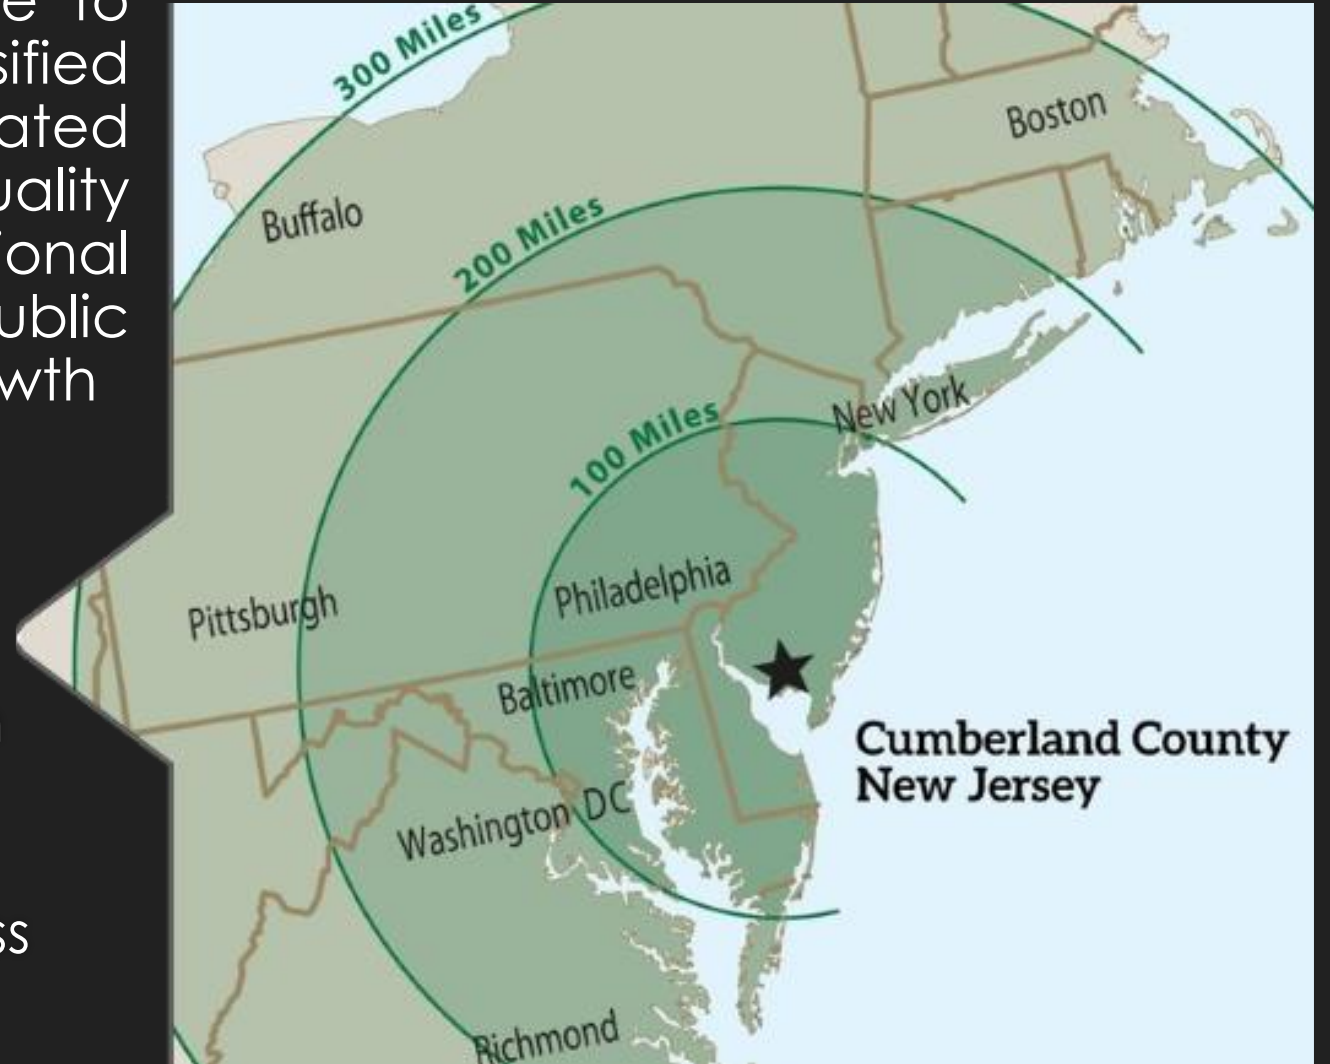 e to
sified
ated
uality
ional
ublic
wth
ss
300 Miles
Boston
Buffalo
200 Miles
New York
100 Miles
Philadelphia
Pittsburgh
Baltimore
Cumberland County
New Jersey
Washington DC
Richmond